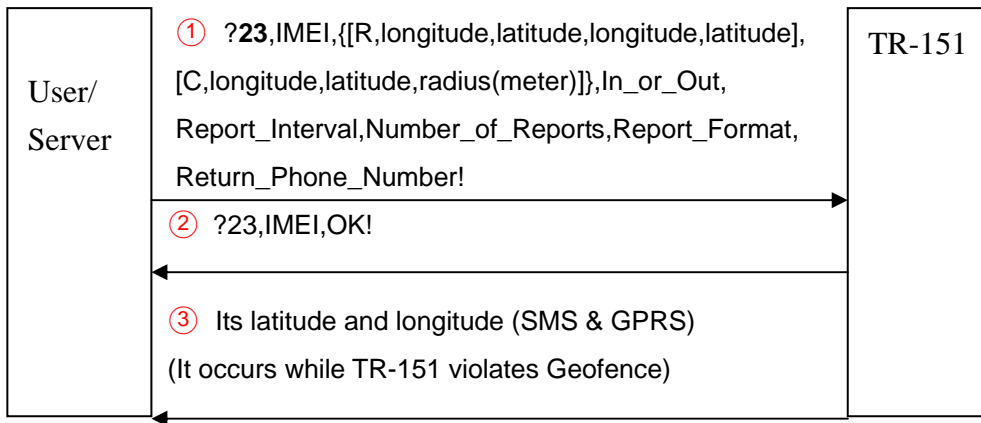 User/
Server
① ?23,IMEI,{[R,longitude,latitude,longitude,latitude],
[C,longitude,latitude,radius(meter)]},In_or_Out,
Report_Interval,Number_of_Reports,Report_Format,
Return_Phone_Number!
② ?23,IMEI,OK!
③ Its latitude and longitude (SMS & GPRS)
(It occurs while TR-151 violates Geofence)
TR-151